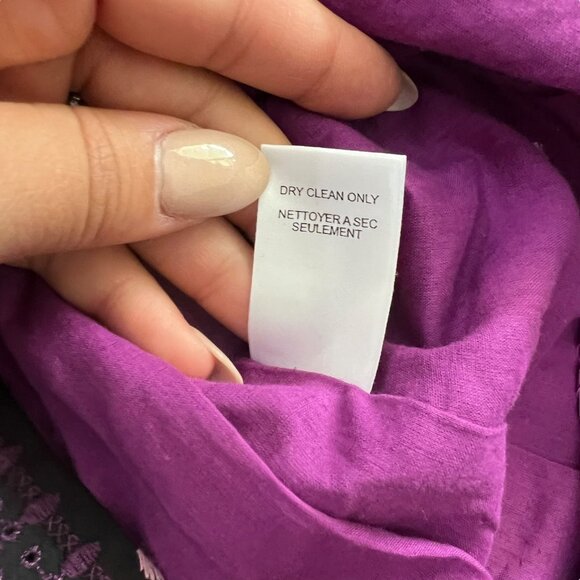 DRY CLEAN ONLY
NETTOYER A SEC
SEULEMENT